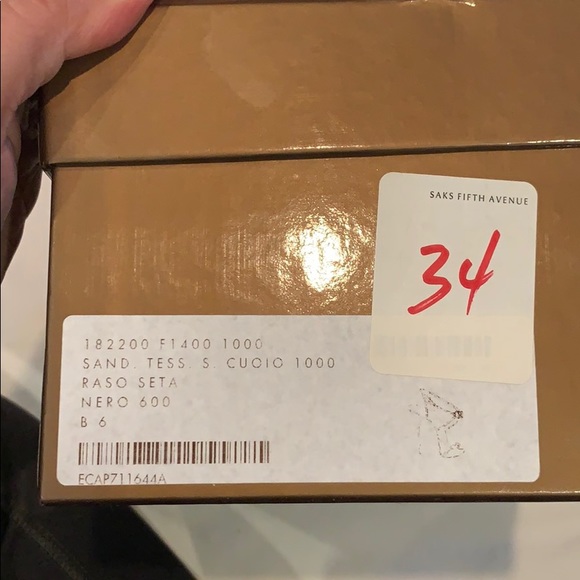 SAKS FIFTH AVENUE
34
182200 F1400 1000
SAND. TESS. S. CUOIO 1000
RASO SETA
NERO 600
B 6
ECAP711644A